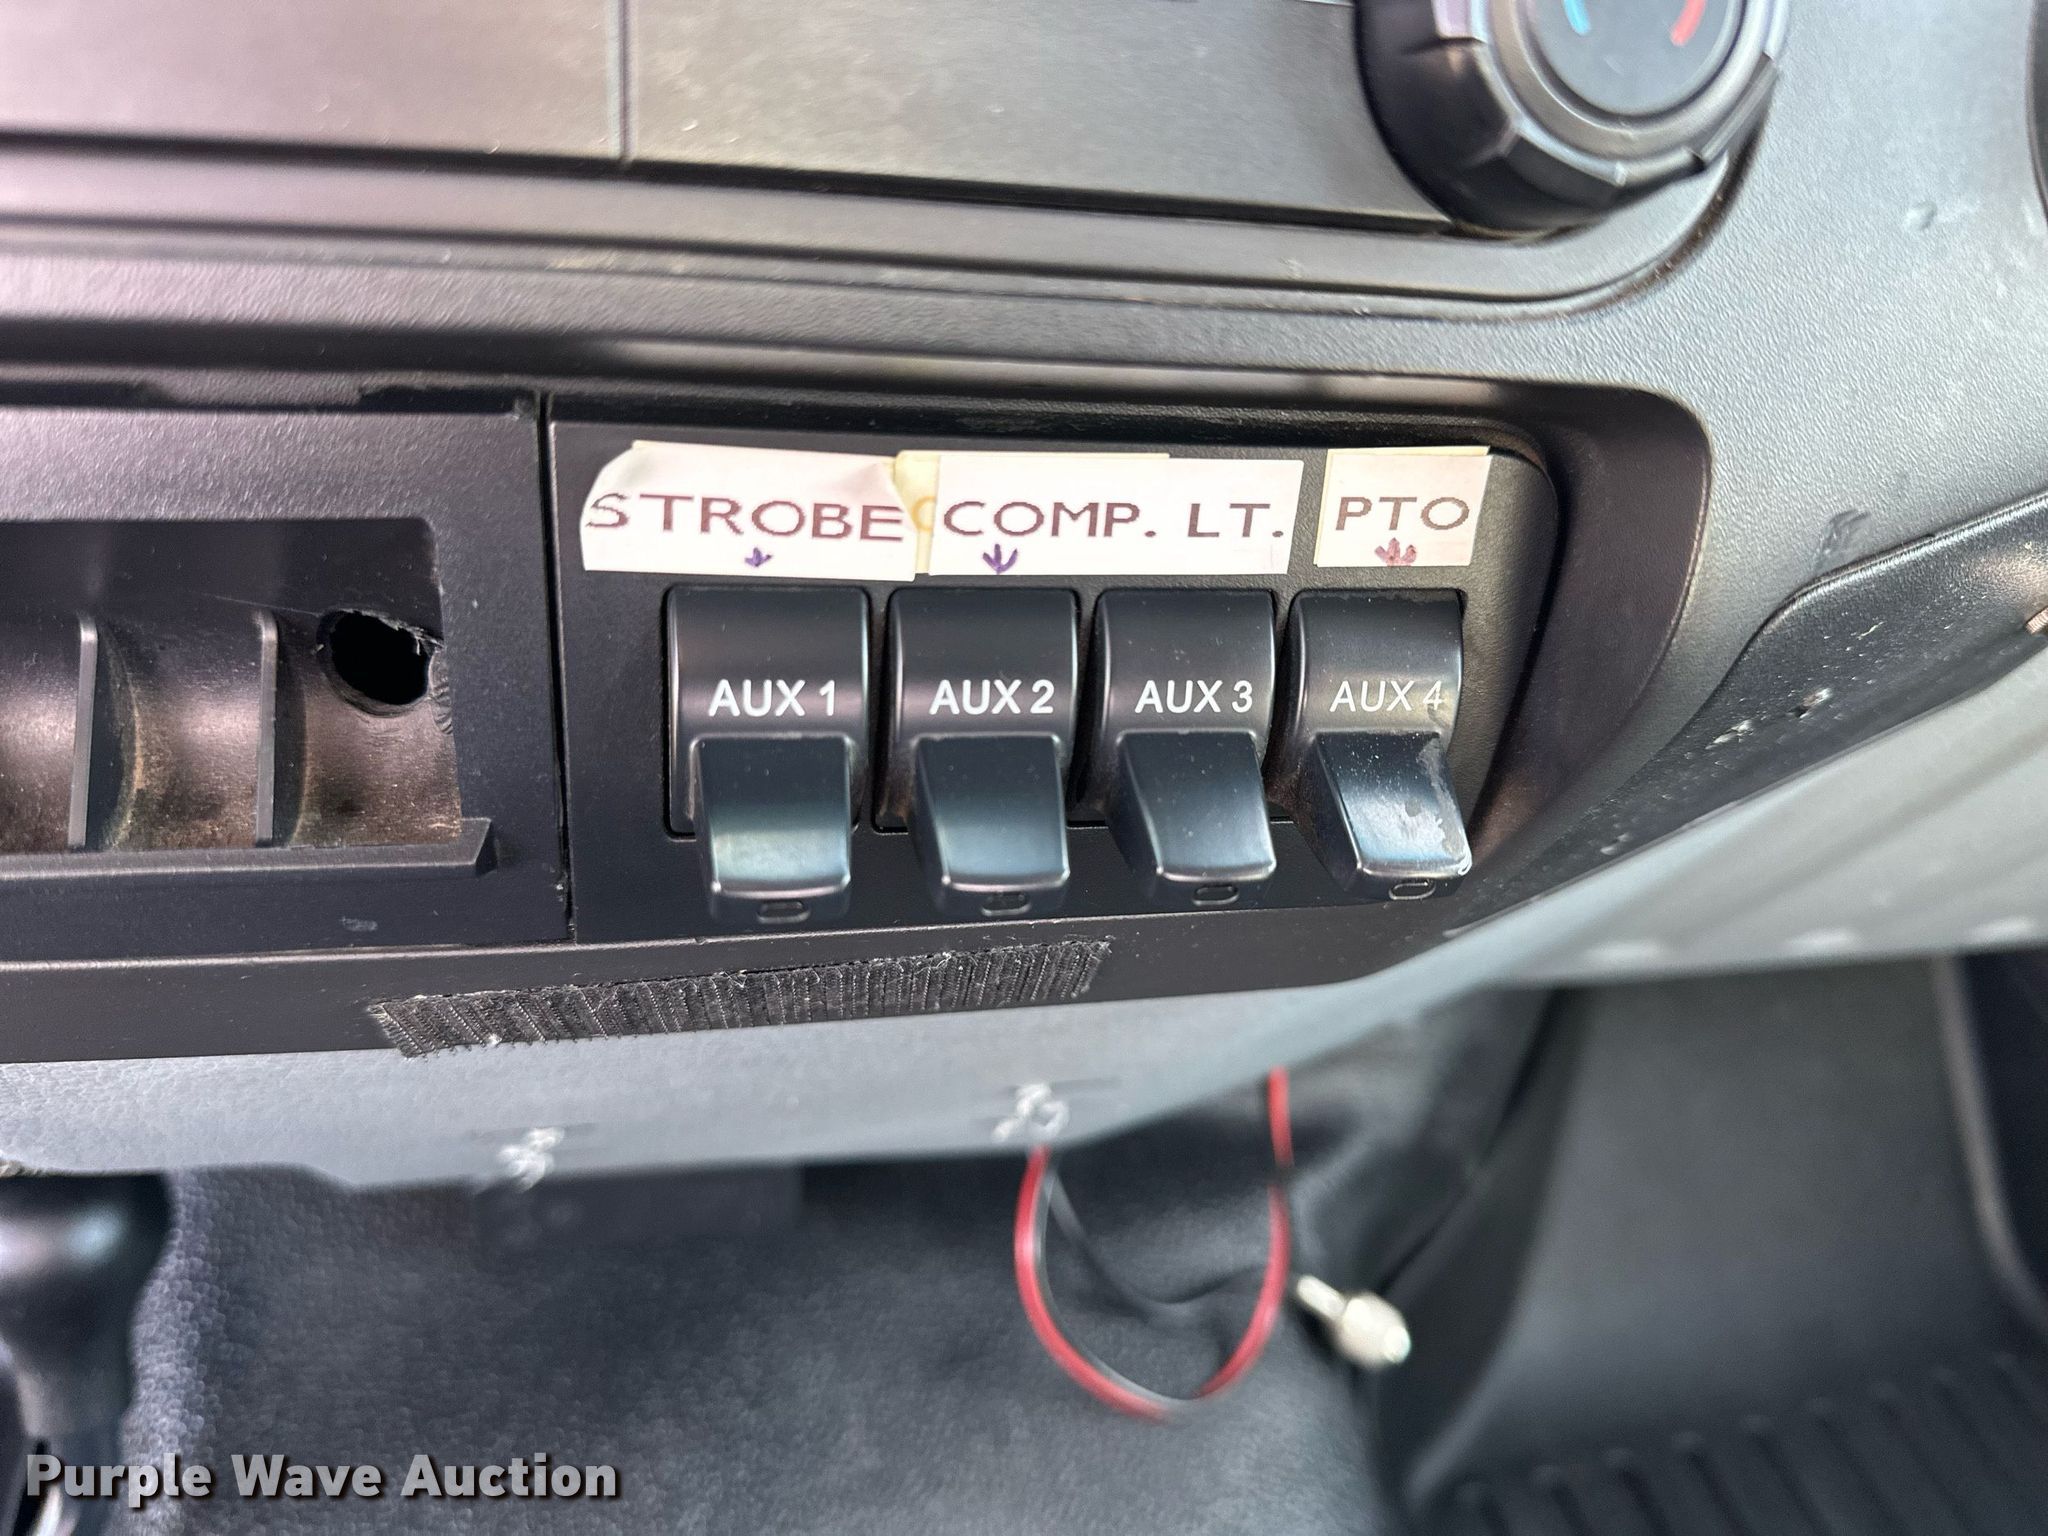 STROBE COMP. LT. PTO
AUX 1 AUX 2 AUX 3 AUX 4
Purple Wave Auction